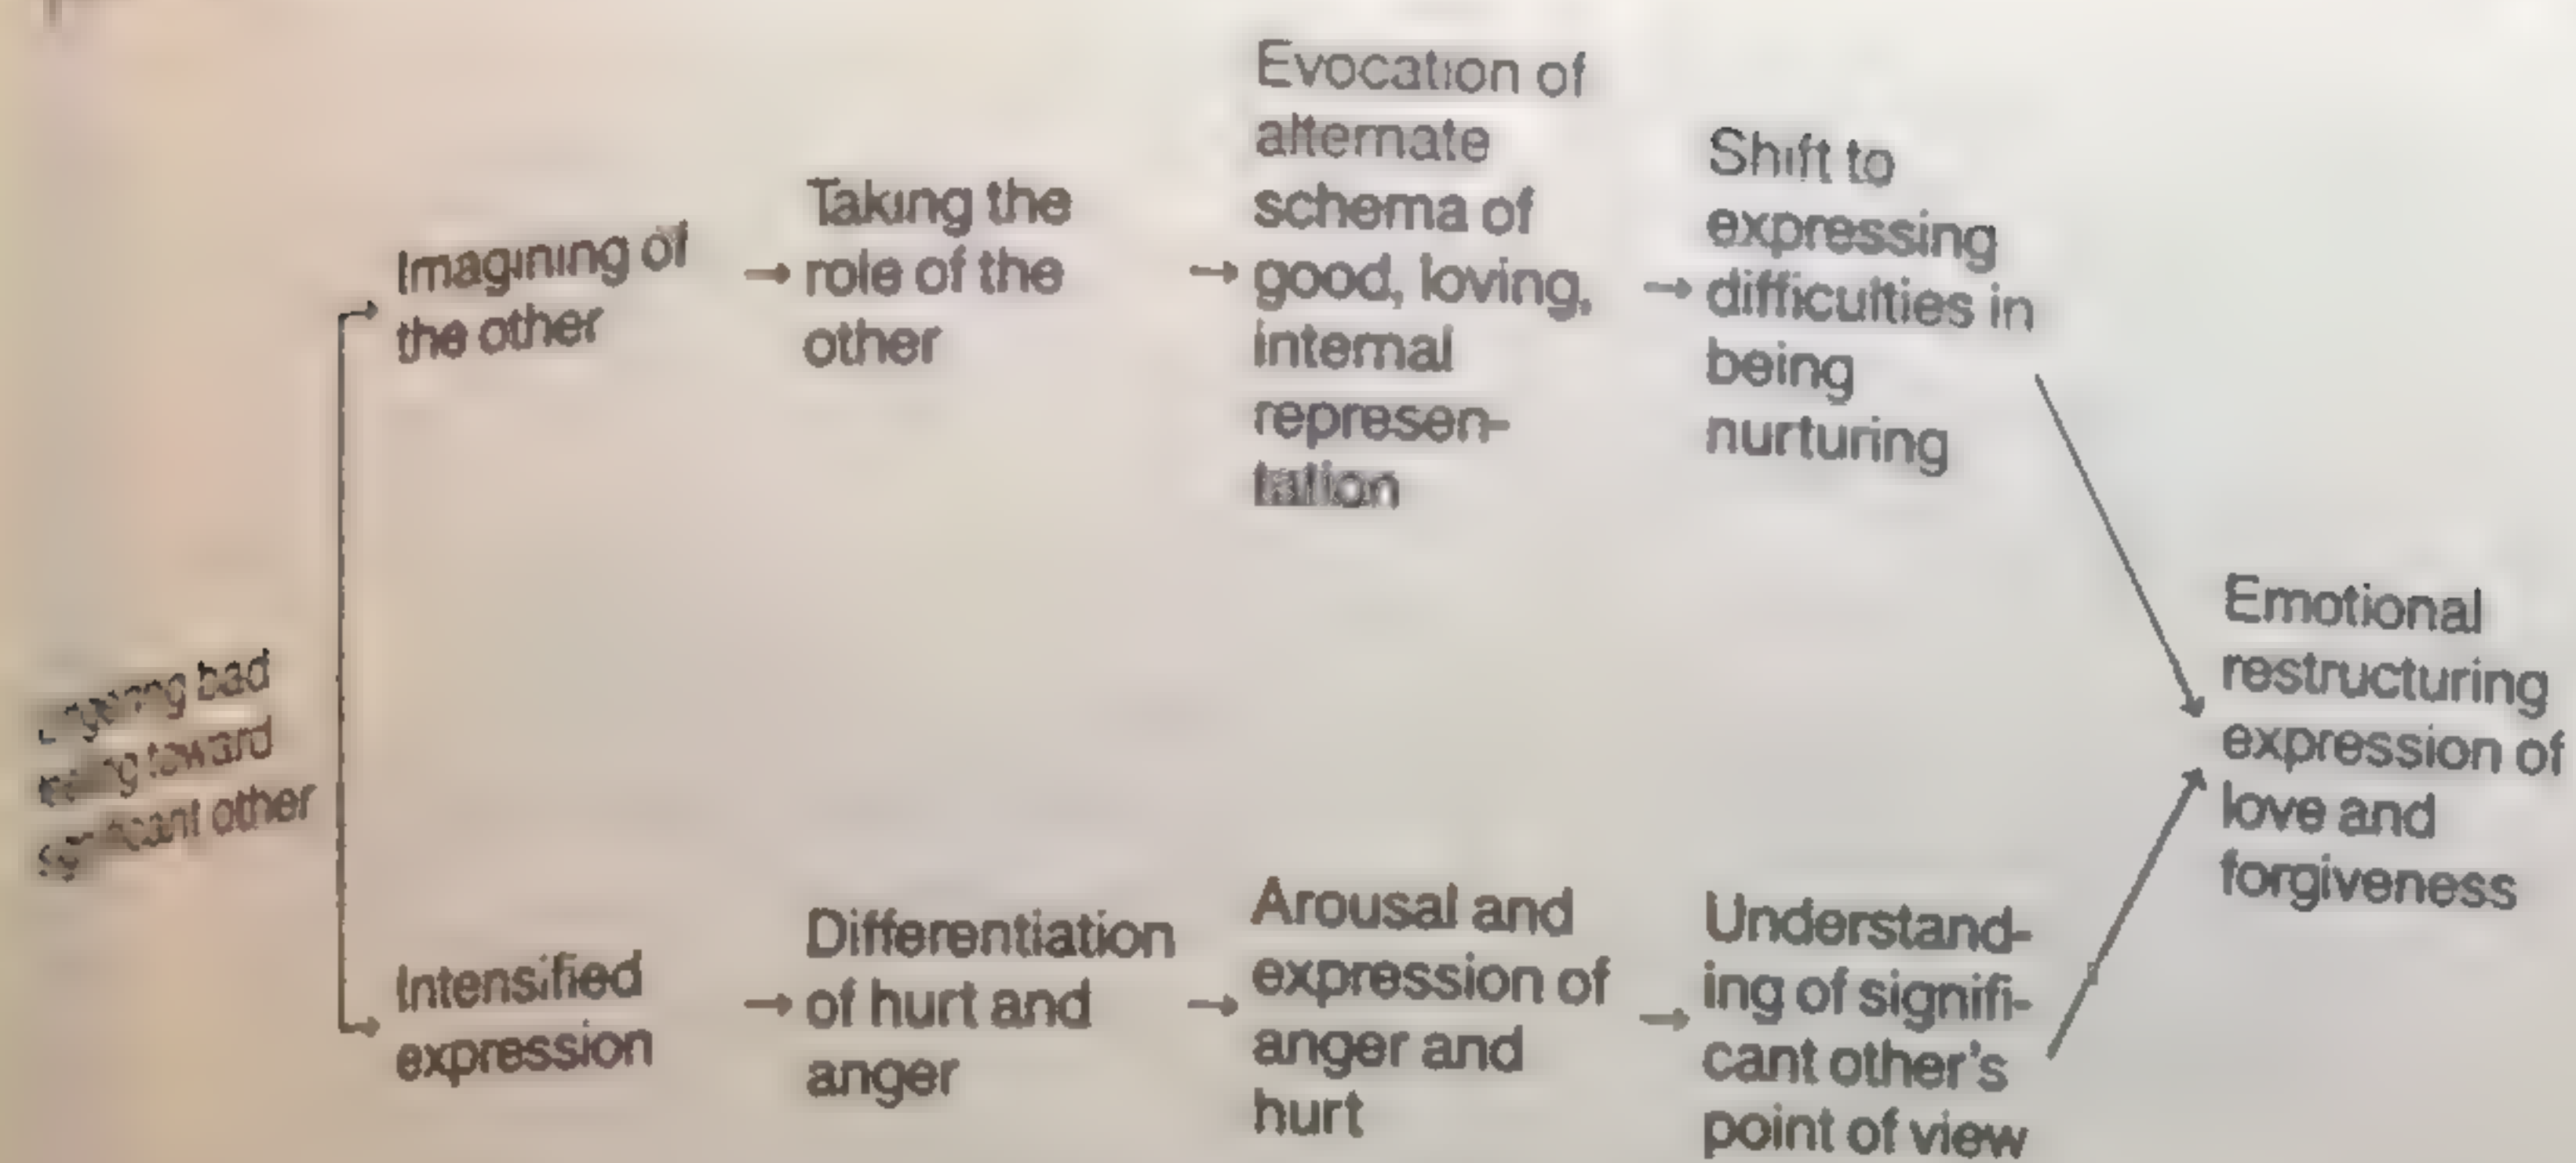 Evocation of
alternate
schema of
good, loving,
internal
represen-
tation
Shift to
expressing
difficulties in
being
nurturing
Taking the
role of the
other
Imagining of
the other
bad
toward
significant other
Emotional
restructuring
expression of
love and
forgiveness
Intensified
expression
Differentiation
of hurt and
anger
Arousal and
expression of
anger and
hurt
Understand-
ing of signifi-
cant other's
point of view